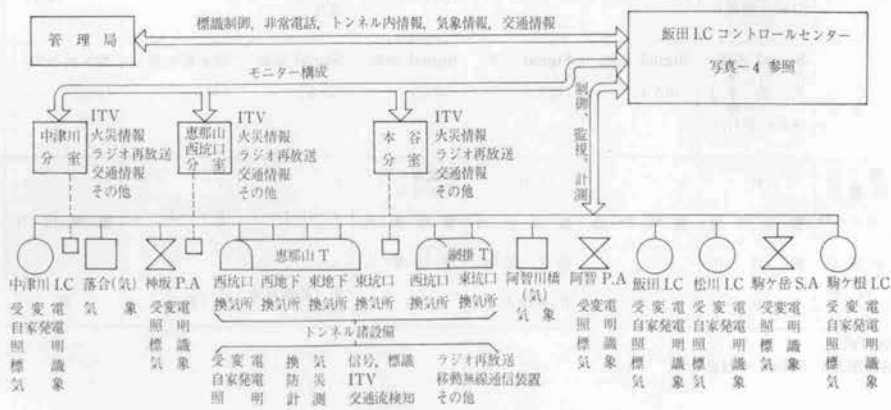 標識制御、非常電話、トンネル内情報、気象情報、交通情報
管理局
飯田I.Cコントロールセンター
写真-4 参照
モニター構成
制御、監視、計測
中津川
分室
ITV
火災情報
ラジオ再放送
交通情報
その他
恵那山
西坑口
分室
ITV
火災情報
ラジオ再放送
交通情報
その他
本谷
分室
ITV
火災情報
ラジオ再放送
交通情報
その他
恵那山T
網掛T
中津川I.C
受変電
自家発電
照明
標識
気象
落合(気)
気象
神坂P.A
受変電
照明
標識
気象
西坑口
換気所
西地下
換気所
東地下
換気所
東坑口
換気所
西坑口
換気所
東坑口
換気所
トンネル諸設備
受変電 換気 信号,標識 ラジオ再放送
自家発電 防災 ITV 移動無線通信装置
照明 計測 交通流検知 その他
阿智川橋
(気)
気象
阿智P.A
受変電
照明
標識
気象
飯田I.C
受変電
自家発電
照明
標識
気象
松川I.C
受変電
自家発電
照明
標識
気象
駒ケ岳S.A
受変電
照明
標識
気象
駒ケ根I.C
受変電
自家発電
照明
標識
気象